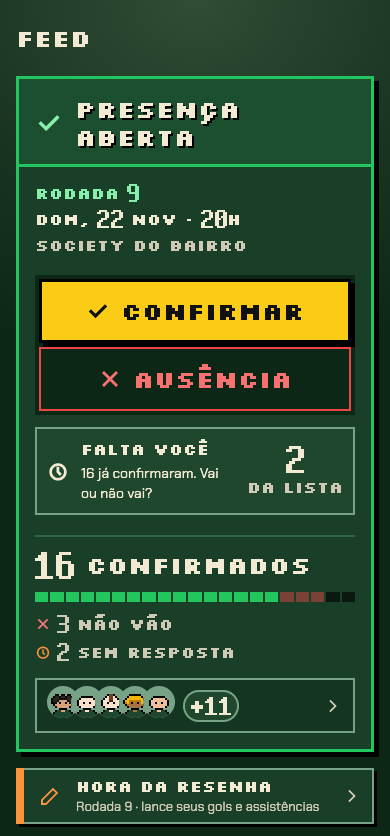 FEED
PRESENÇA
ABERTA
RODADA 9
DOM, 22 NOV · 20H
SOCIETY DO BAIRRO
CONFIRMAR
AUSÊNCIA
FALTA VOCÊ
16 já confirmaram. Vai
ou não vai?
2
DA LISTA
16 CONFIRMADOS
3 NÃO VÃO
2 SEM RESPOSTA
+11
HORA DA RESENHA
Rodada 9 · lance seus gols e assistências